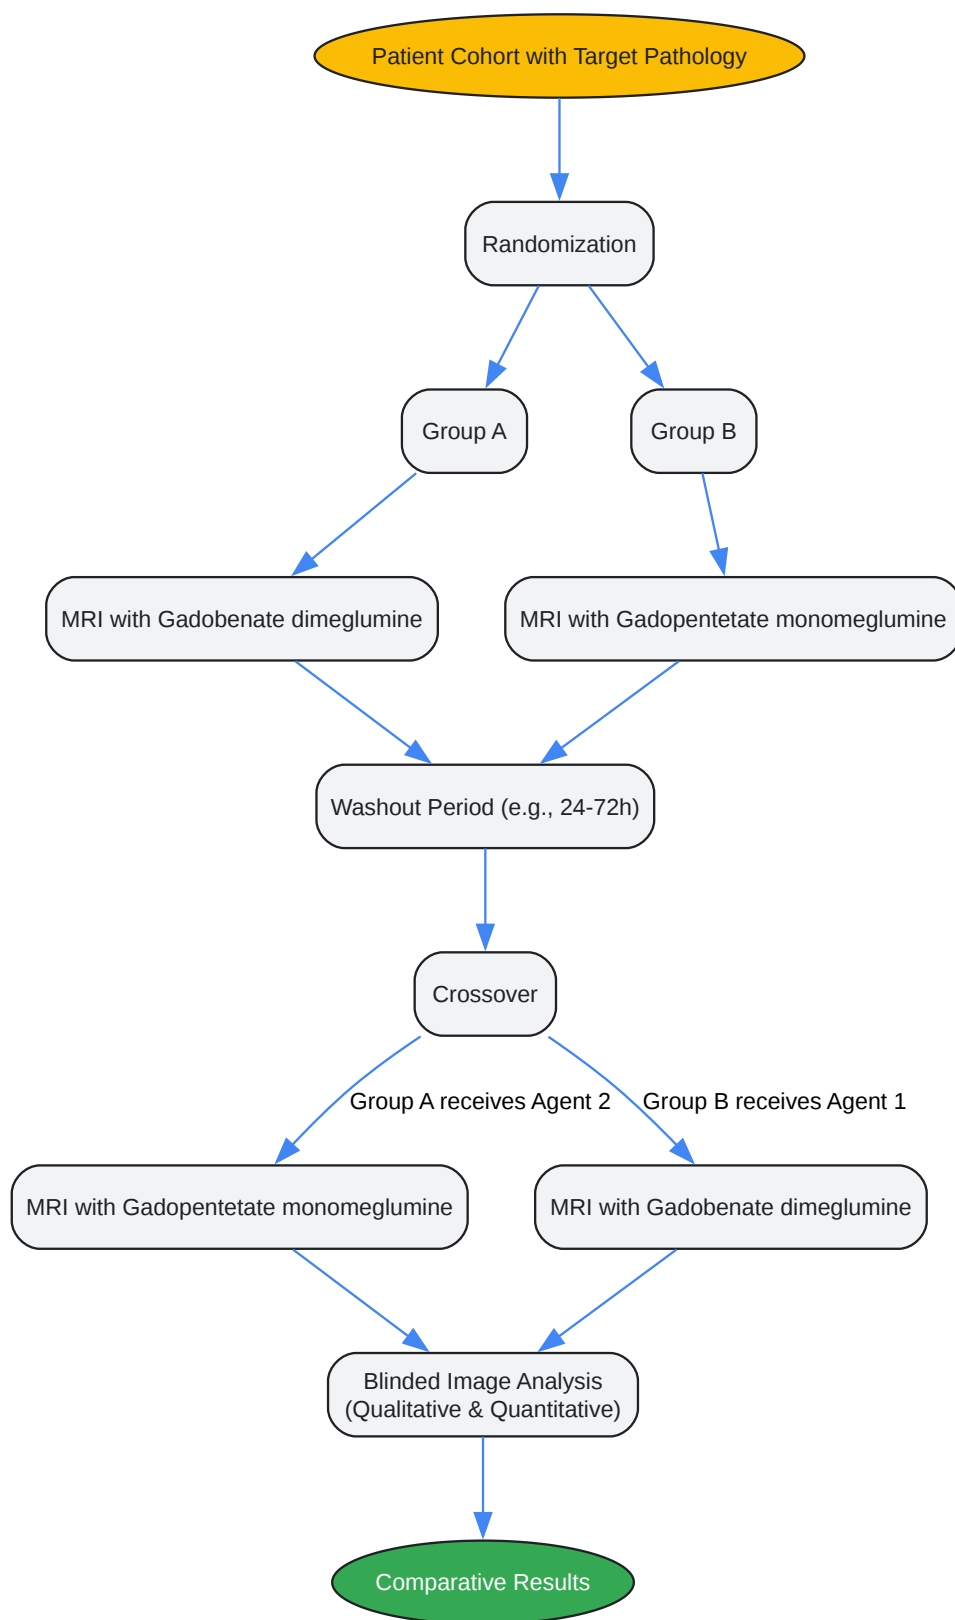 Patient Cohort with Target Pathology
Randomization
Group A
Group B
MRI with Gadobenate dimeglumine
MRI with Gadopentetate monomeglumine
Washout Period (e.g., 24-72h)
Crossover
Group A receives Agent 2
Group B receives Agent 1
MRI with Gadopentetate monomeglumine
MRI with Gadobenate dimeglumine
Blinded Image Analysis
(Qualitative & Quantitative)
Comparative Results